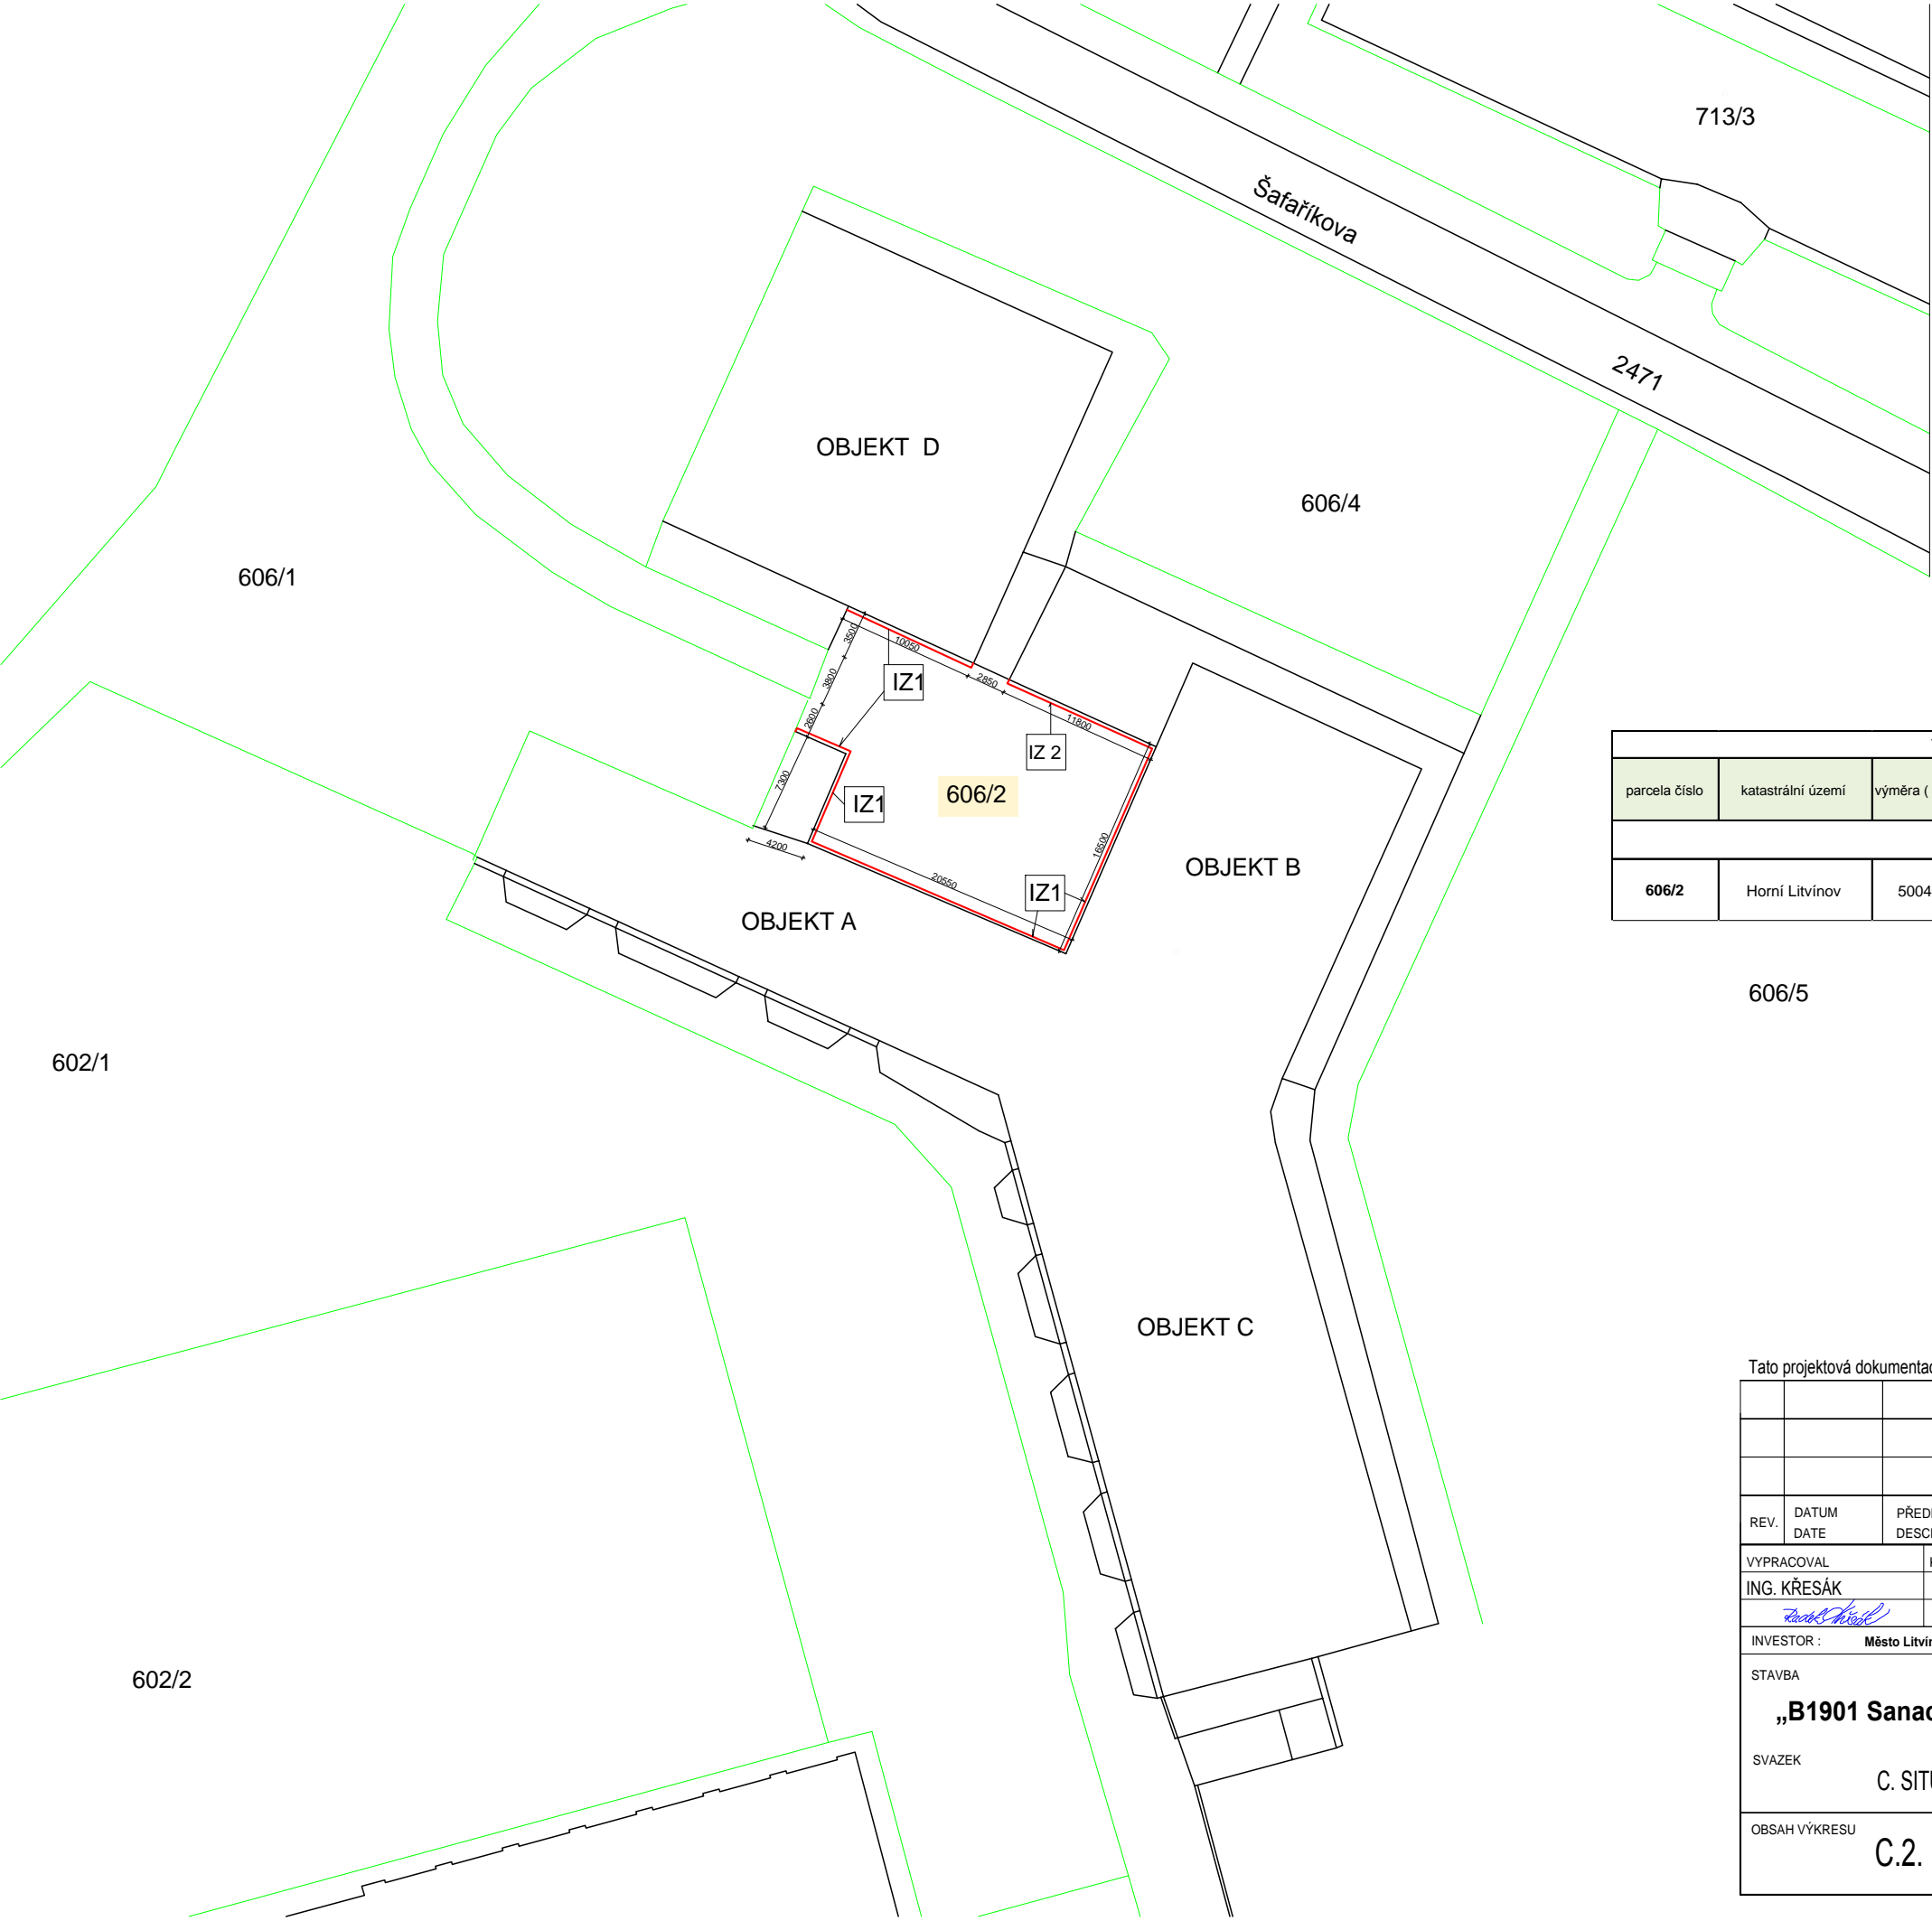 713/3
Šafaříkova
2471
OBJEKT D
606/4
606/1
3500
10050
3800
IZ1
2850
2600
11800
IZ 2
7300
606/2
IZ1
4200
16500
20550
IZ1
OBJEKT B
OBJEKT A
parcela číslo katastrální území výměra (
606/2 Horní Litvínov 5004
606/5
602/1
OBJEKT C
602/2
Tato projektová dokumentac
REV. DATUM PŘED
DATE DESC
VYPRACOVAL
ING. KŘESÁK
INVESTOR : Město Litví
STAVBA
„B1901 Sanac
SVAZEK
C. SITU
OBSAH VÝKRESU
C.2.